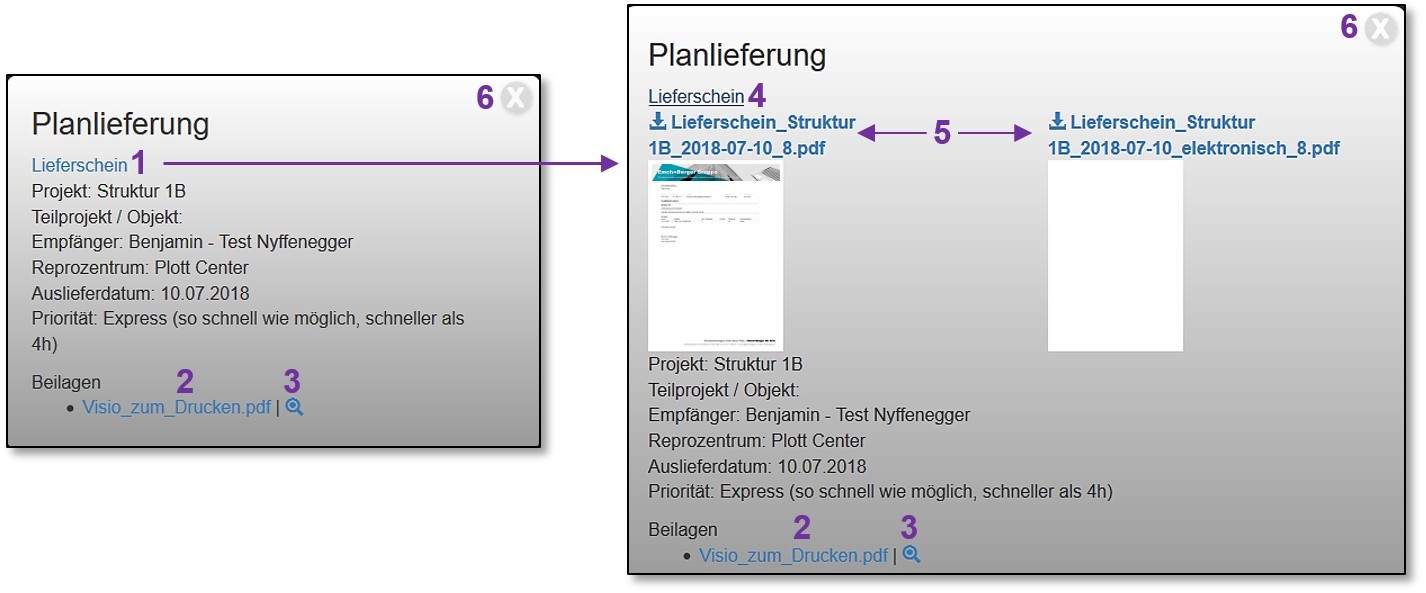 6 X
Planlieferung
Lieferschein 1
Projekt: Struktur 1B
Teilprojekt / Objekt:
Empfänger: Benjamin - Test Nyffenegger
Reprozentrum: Plott Center
Auslieferdatum: 10.07.2018
Priorität: Express (so schnell wie möglich, schneller als
4h)
Beilagen 2 3
• Visio_zum_Drucken.pdf |
6 X
Planlieferung
Lieferschein 4
Lieferschein_Struktur
1B_2018-07-10_8.pdf
5
Lieferschein_Struktur
1B_2018-07-10_elektronisch_8.pdf
Emch+Berger Gruppe
Projekt: Struktur 1B
Teilprojekt / Objekt:
Empfänger: Benjamin - Test Nyffenegger
Reprozentrum: Plott Center
Auslieferdatum: 10.07.2018
Priorität: Express (so schnell wie möglich, schneller als 4h)
Beilagen 2 3
• Visio_zum_Drucken.pdf |